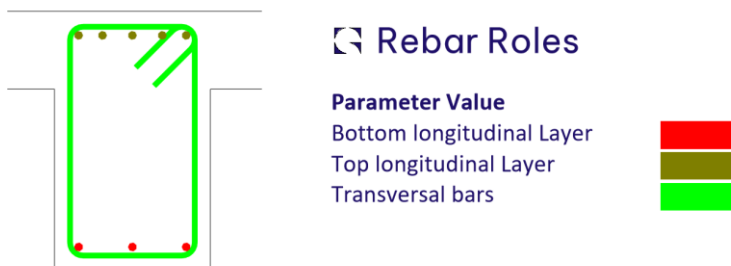 Rebar Roles
Parameter Value
Bottom longitudinal Layer
Top longitudinal Layer
Transversal bars